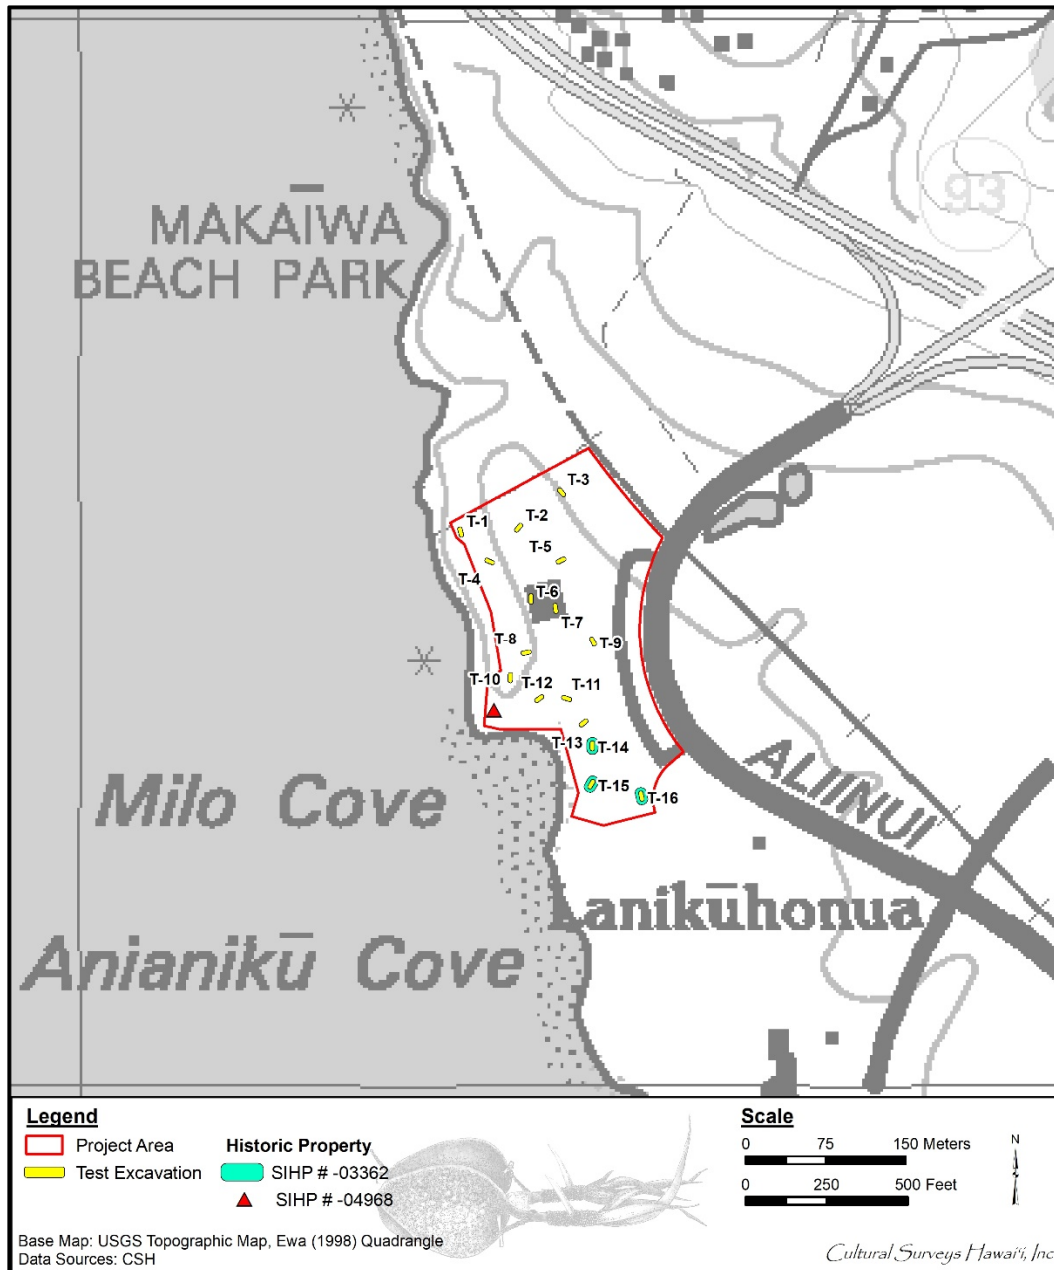 93
MAKAĪWA
BEACH PARK
T-3
T-1
T-2
T-5
T-4
T-6
T-7
T-8
T-9
T-10
T-12
T-11
T-13
T-14
T-15
T-16
ALIINUI
Milo Cove
Lanikūhonua
Anianikū Cove
Legend
Project Area
Test Excavation
Historic Property
SIHP # -03362
SIHP # -04968
Scale
0 75 150 Meters
0 250 500 Feet
N
Base Map: USGS Topographic Map, Ewa (1998) Quadrangle
Data Sources: CSH
Cultural Surveys Hawai‘i, Inc